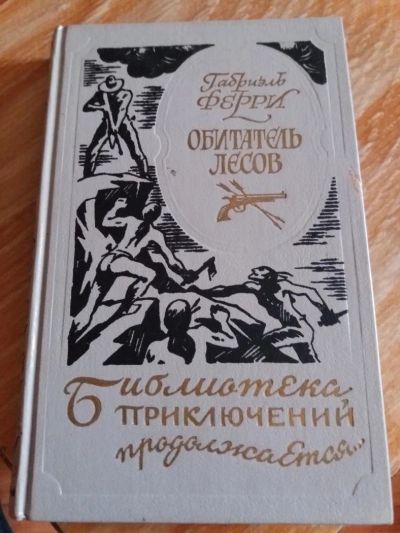 Габриэль
ФЕРРИ
ОБИТАТЕЛЬ
ЛЕСОВ
Библиотека
ПРИКЛЮЧЕНИЙ
продолжается...